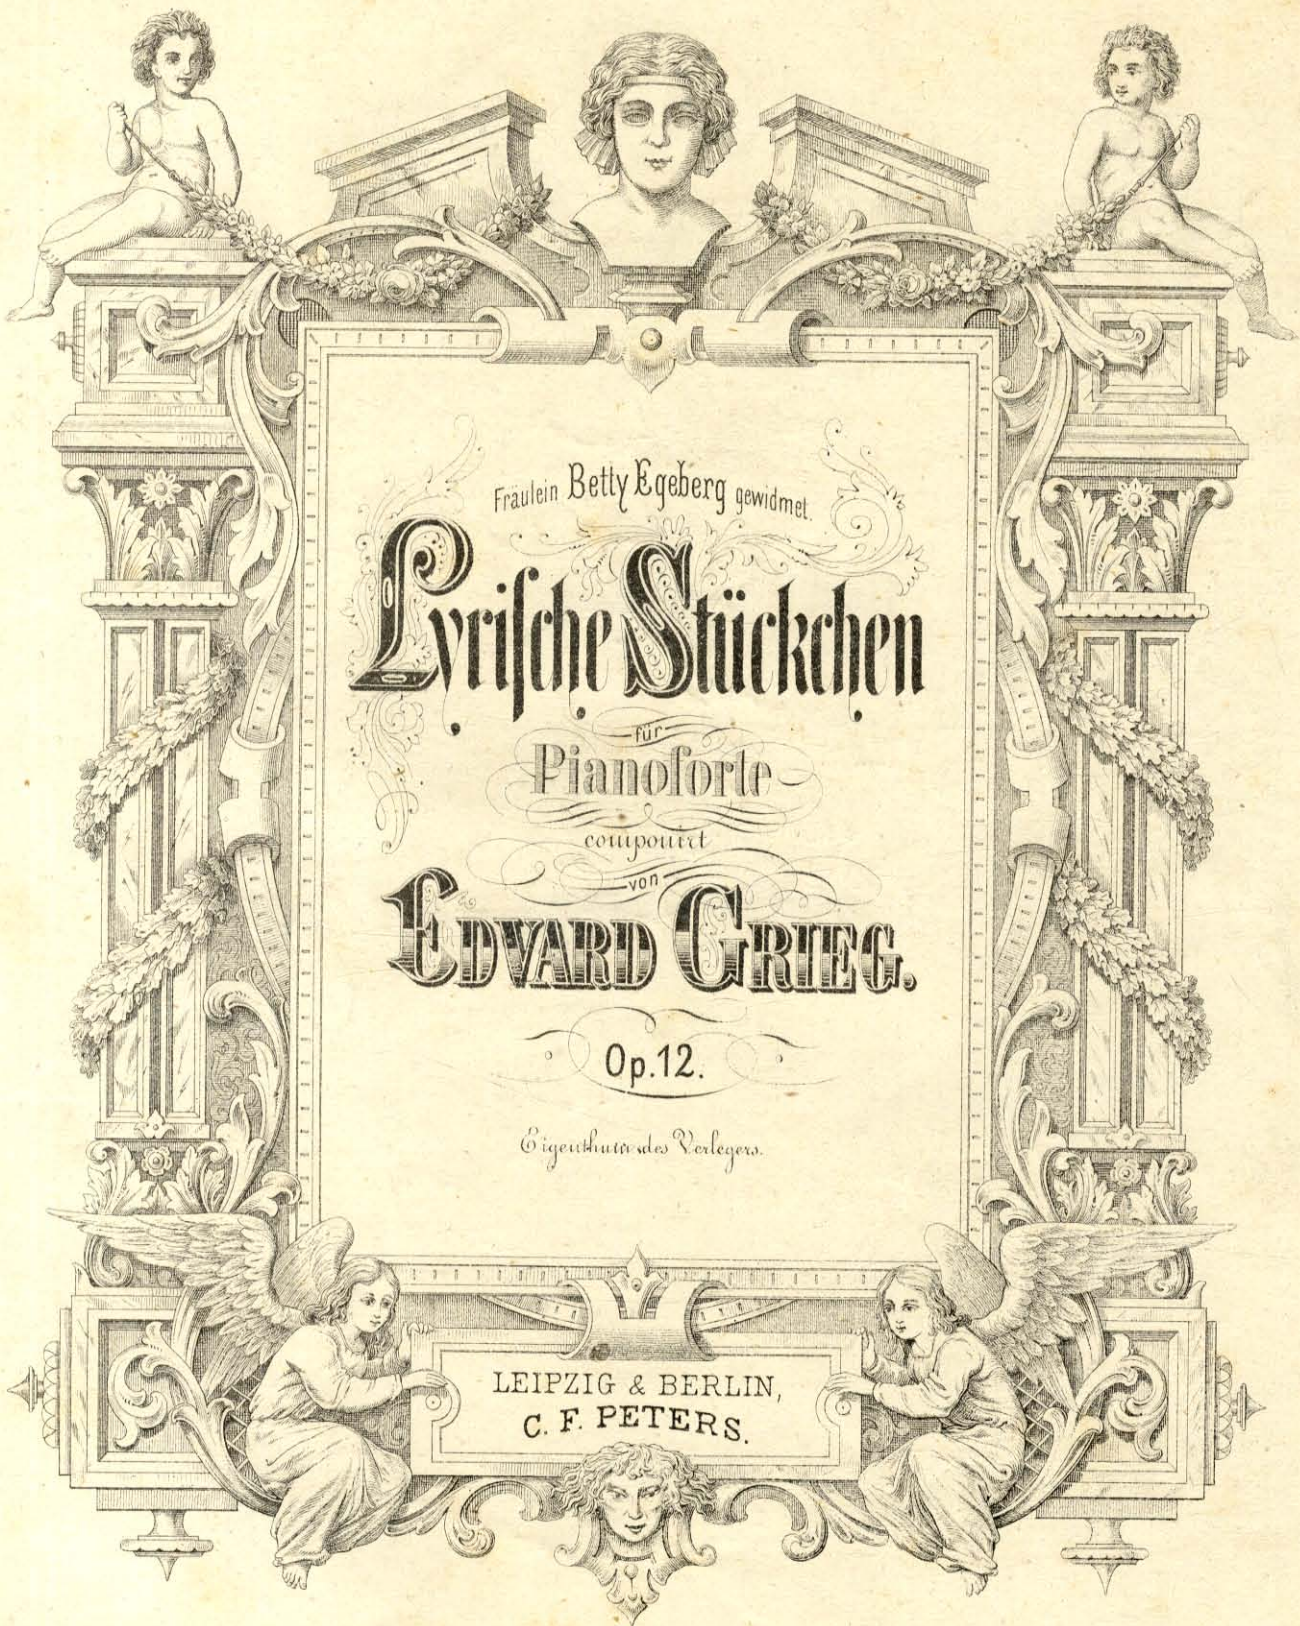 Fräulein Betty Egeberg gewidmet.
Lyriſche Stückchen
für
Pianoforte
componirt
von
EDVARD GRIEG.
Op. 12.
Eigenthum des Verlegers.
LEIPZIG & BERLIN,
C. F. PETERS.